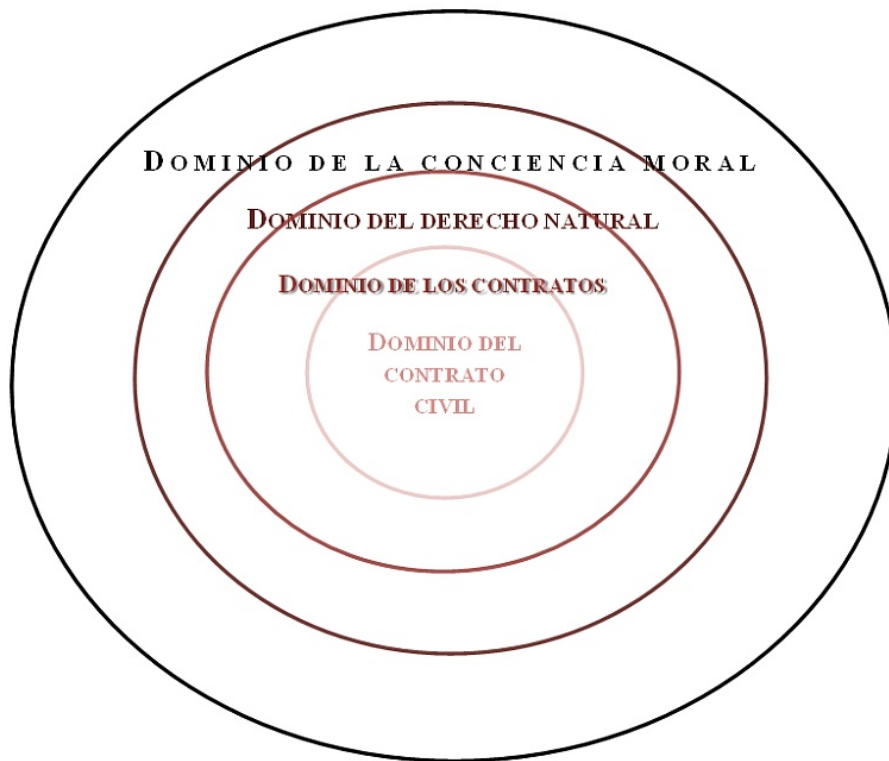 DOMINIO DE LA CONCIENCIA MORAL
DOMINIO DEL DERECHO NATURAL
DOMINIO DE LOS CONTRATOS
DOMINIO DEL
CONTRATO
CIVIL